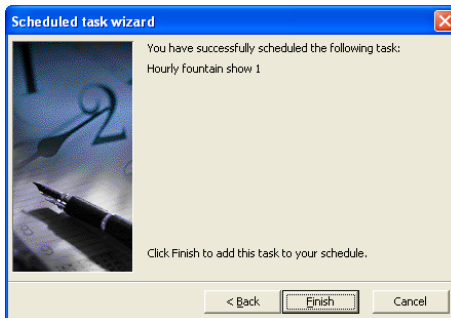 Scheduled task wizard
You have successfully scheduled the following task:
Hourly fountain show 1
2
Click Finish to add this task to your schedule.
< Back
Finish
Cancel